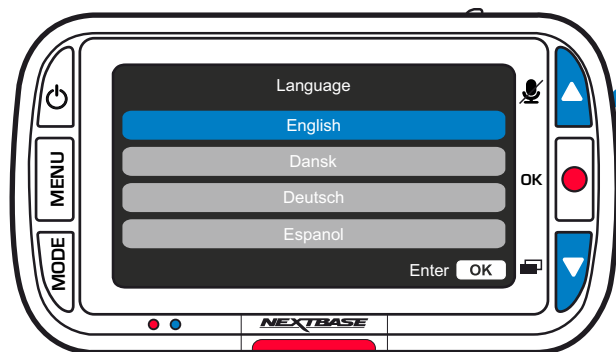 Language
English
Dansk
Deutsch
Espanol
Enter OK
MENU
MODE
OK
NEXTBASE